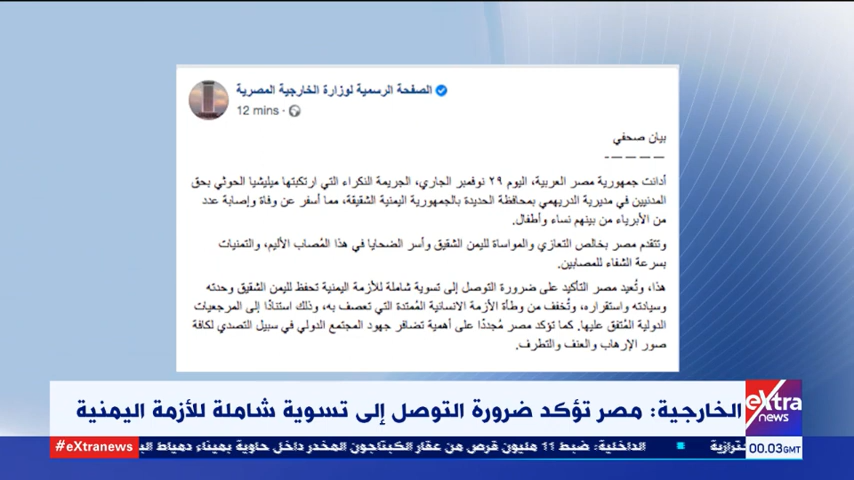 الصفحة الرسمية لوزارة الخارجية المصرية
12 mins ·
بيان صحفي
- — — — —
أدانت جمهورية مصر العربية، اليوم ٢٩ نوفمبر الجاري، الجريمة النكراء التي ارتكبتها ميليشيا الحوثي بحق
المدنيين في مديرية الدريهمي بمحافظة الحديدة بالجمهورية اليمنية الشقيقة، مما أسفر عن وفاة وإصابة عدد
من الأبرياء من بينهم نساء وأطفال.
وتتقدم مصر بخالص التعازي والمواساة لليمن الشقيق وأسر الضحايا في هذا المُصاب الأليم، والتمنيات
بسرعة الشفاء للمصابين.
هذا، وتُعيد مصر التأكيد على ضرورة التوصل إلى تسوية شاملة للأزمة اليمنية تحفظ لليمن الشقيق وحدته
وسيادته واستقراره، وتُخفف من وطأة الأزمة الانسانية المُمتدة التي تعصف به، وذلك استنادًا إلى المرجعيات
الدولية المُتفق عليها. كما تؤكد مصر مُجددًا على أهمية تضافر جهود المجتمع الدولي في سبيل التصدي لكافة
صور الإرهاب والعنف والتطرف.
الخارجية: مصر تؤكد ضرورة التوصل إلى تسوية شاملة للأزمة اليمنية
eXtra
news
00.03GMT
الداخلية: ضبط 11 مليون قرص من عقار الكبتاجون المخدر داخل حاوية بميناء دمياط
#eXtranews